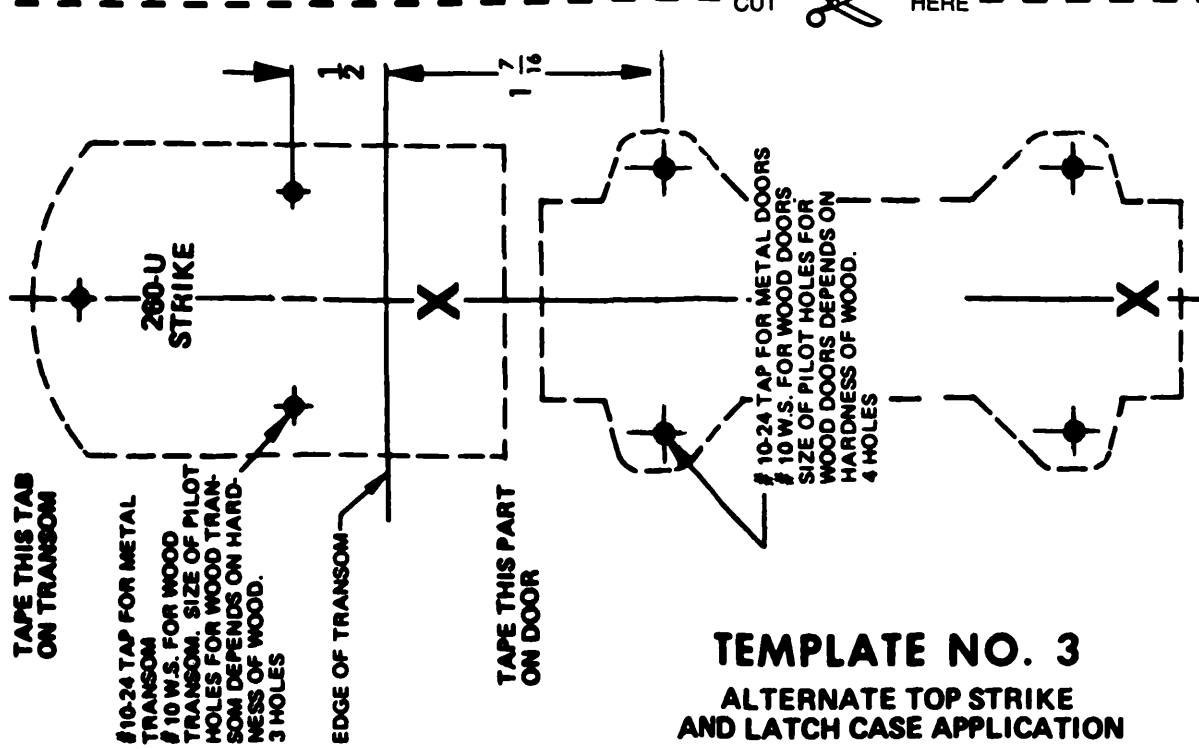 CUT HERE
1/2
1 7/16
260-U
STRIKE
TAPE THIS TAB
ON TRANSOM
#10-24 TAP FOR METAL
TRANSOM
#10 W.S. FOR WOOD
TRANSOM. SIZE OF PILOT
HOLES FOR WOOD TRAN-
SOM DEPENDS ON HARD-
NESS OF WOOD.
3 HOLES
EDGE OF TRANSOM
TAPE THIS PART
ON DOOR
X
X
#10-24 TAP FOR METAL DOORS
#10 W.S. FOR WOOD DOORS
SIZE OF PILOT HOLES FOR
WOOD DOORS DEPENDS ON
HARDNESS OF WOOD.
4 HOLES
TEMPLATE NO. 3
ALTERNATE TOP STRIKE
AND LATCH CASE APPLICATION